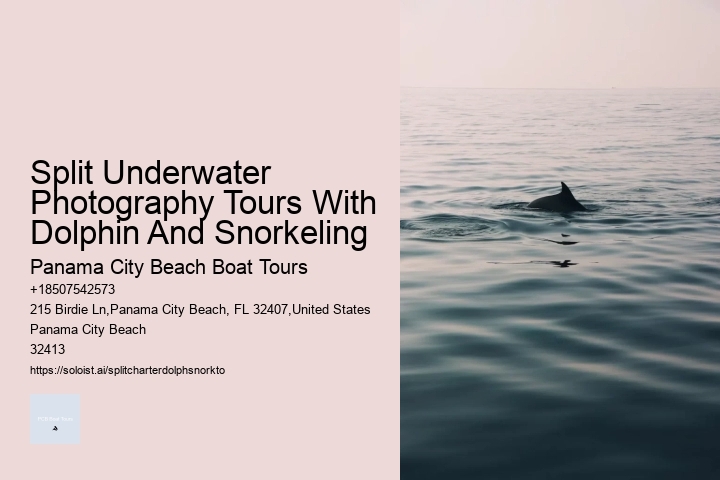 Split Underwater
Photography Tours With
Dolphin And Snorkeling
Panama City Beach Boat Tours
+18507542573
215 Birdie Ln,Panama City Beach, FL 32407,United States
Panama City Beach
32413
https://soloist.ai/splitcharterdolphsnorkto